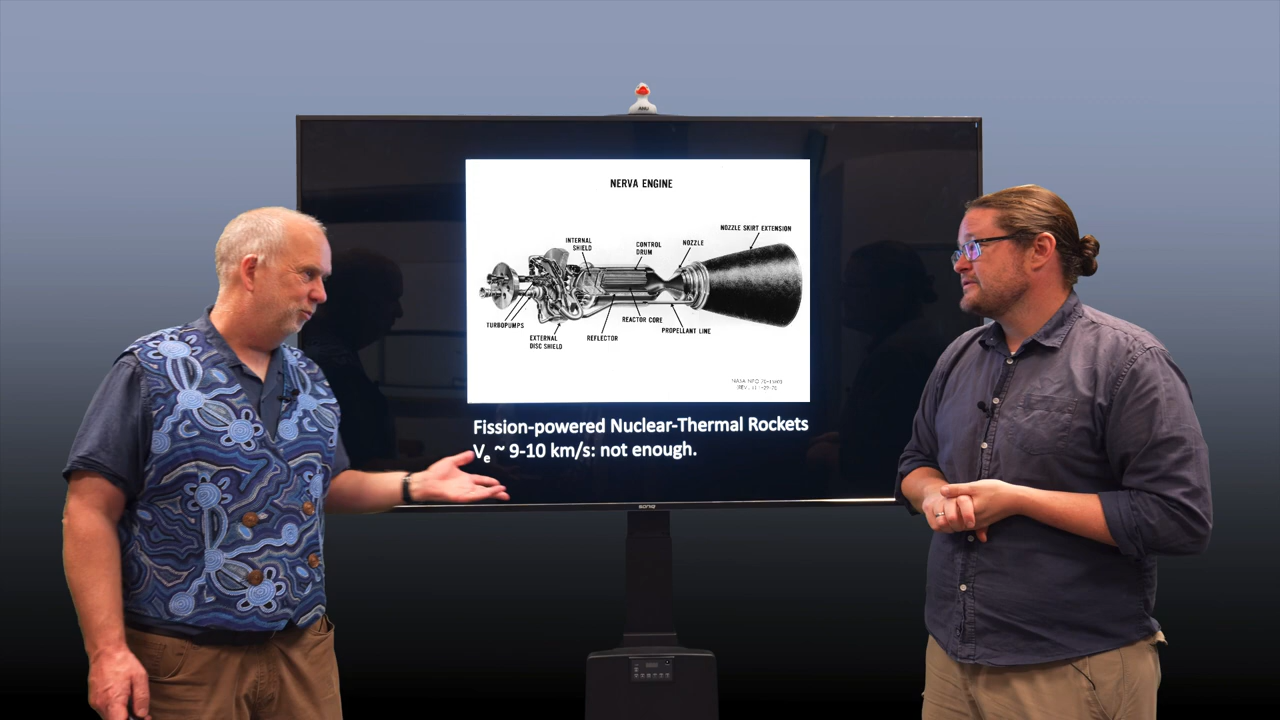 NERVA ENGINE
NOZZLE SKIRT EXTENSION
INTERNAL
SHIELD
CONTROL
DRUM
NOZZLE
TURBOPUMPS
EXTERNAL
DISC SHIELD
REFLECTOR
REACTOR CORE
PROPELLANT LINE
Fission-powered Nuclear-Thermal Rockets
Ve ~ 9-10 km/s: not enough.
soniq